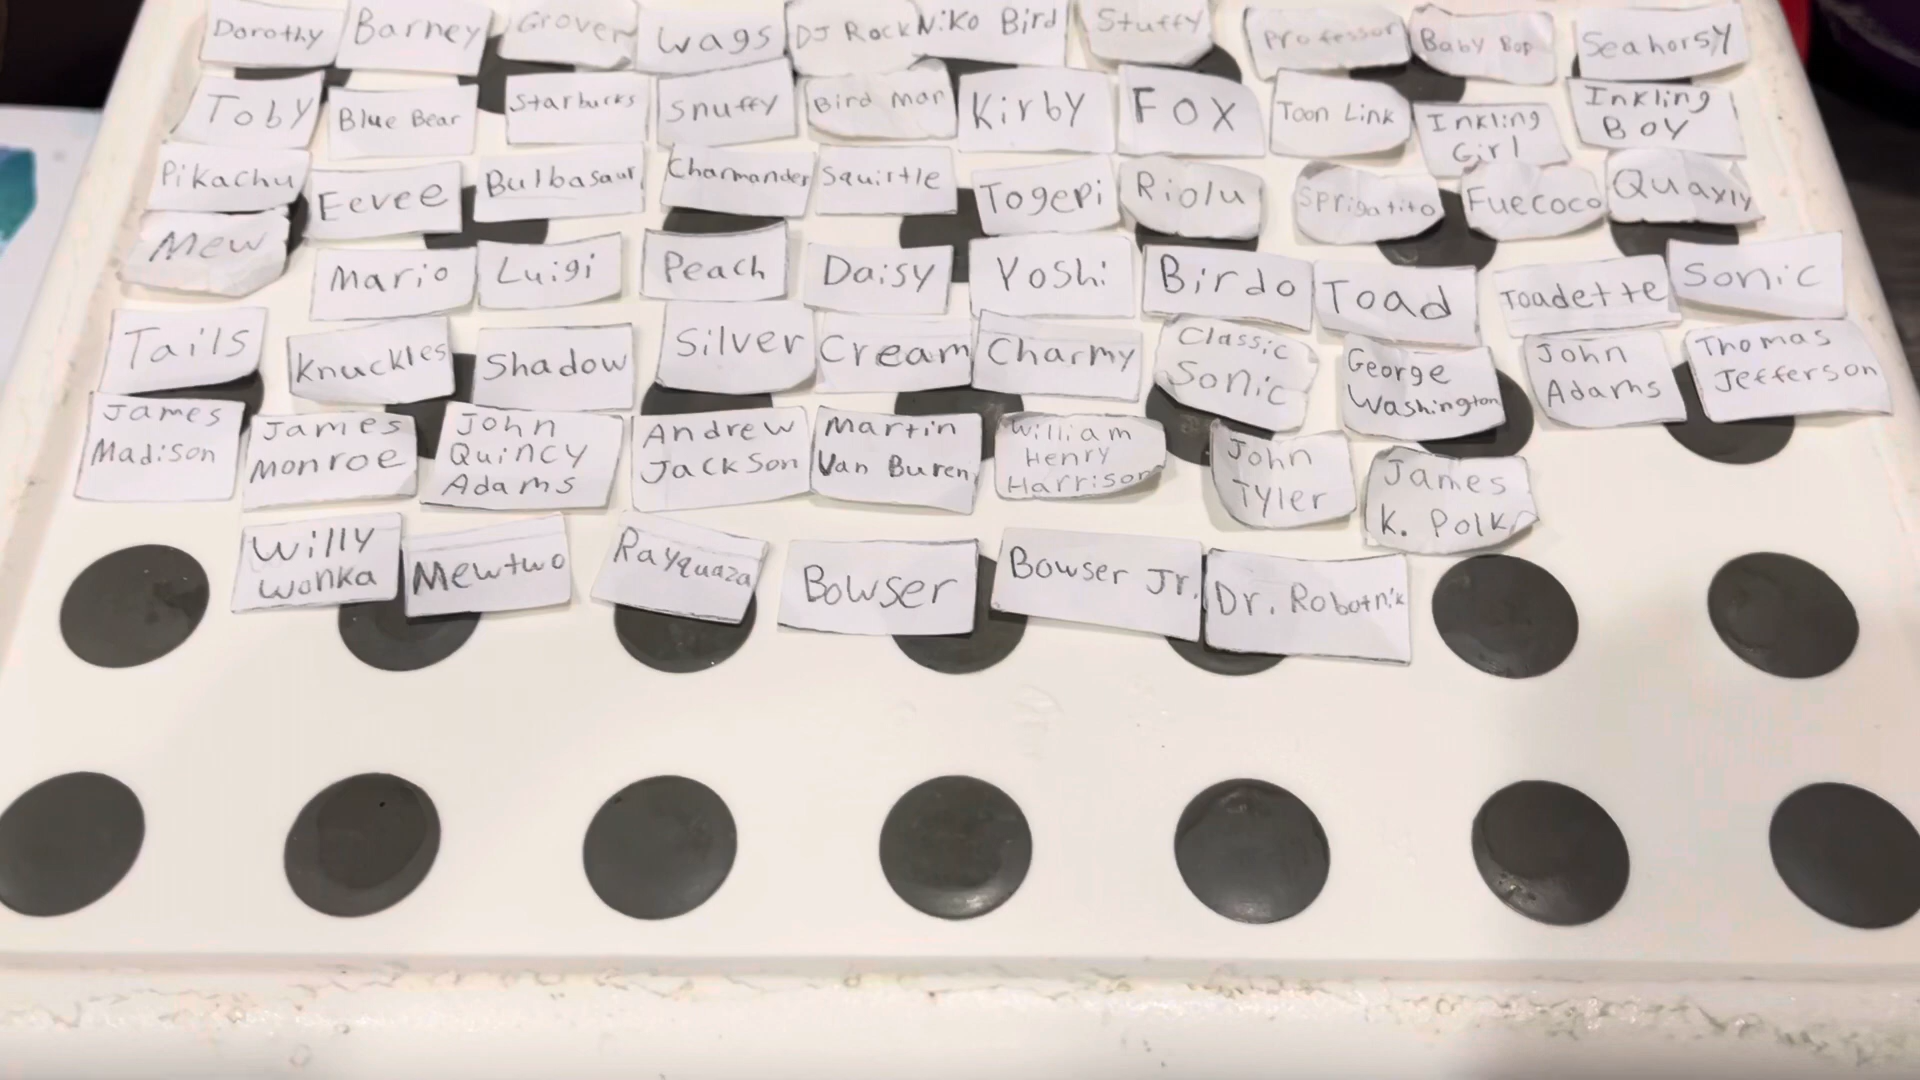 Dorothy
Barney
Grover
Wags
DJ Rock
Niko Bird
Stuffy
Professor
Baby Bop
Seahorsy
Toby
Blue Bear
Starbucks
Snuffy
Bird Man
Kirby
FOX
Toon Link
Inkling
Girl
Inkling
BOY
Pikachu
Eevee
Bulbasaur
Charmander
Squirtle
Togepi
Riolu
Sprigatito
Fuecoco
Quaxly
Mew
Mario
Luigi
Peach
Daisy
Yoshi
Birdo
Toad
Toadette
Sonic
Tails
Knuckles
Shadow
Silver
Cream
Charmy
Classic
Sonic
George
Washington
John
Adams
Thomas
Jefferson
James
Madison
James
Monroe
John
Quincy
Adams
Andrew
Jackson
Martin
Van Buren
William
Henry
Harrison
John
Tyler
James
K. Polk
Willy
Wonka
Mewtwo
Rayquaza
Bowser
Bowser Jr.
Dr. Robotnik